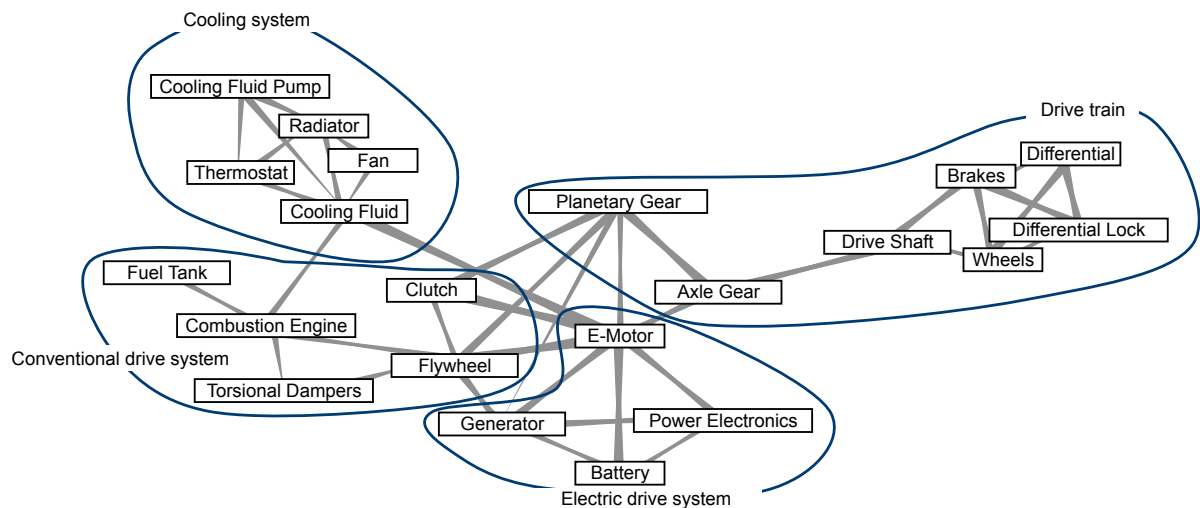 Cooling system
Cooling Fluid Pump
Radiator
Fan
Thermostat
Cooling Fluid
Drive train
Differential
Brakes
Planetary Gear
Differential Lock
Drive Shaft
Wheels
Fuel Tank
Clutch
Axle Gear
Combustion Engine
E-Motor
Conventional drive system
Flywheel
Torsional Dampers
Generator
Power Electronics
Battery
Electric drive system